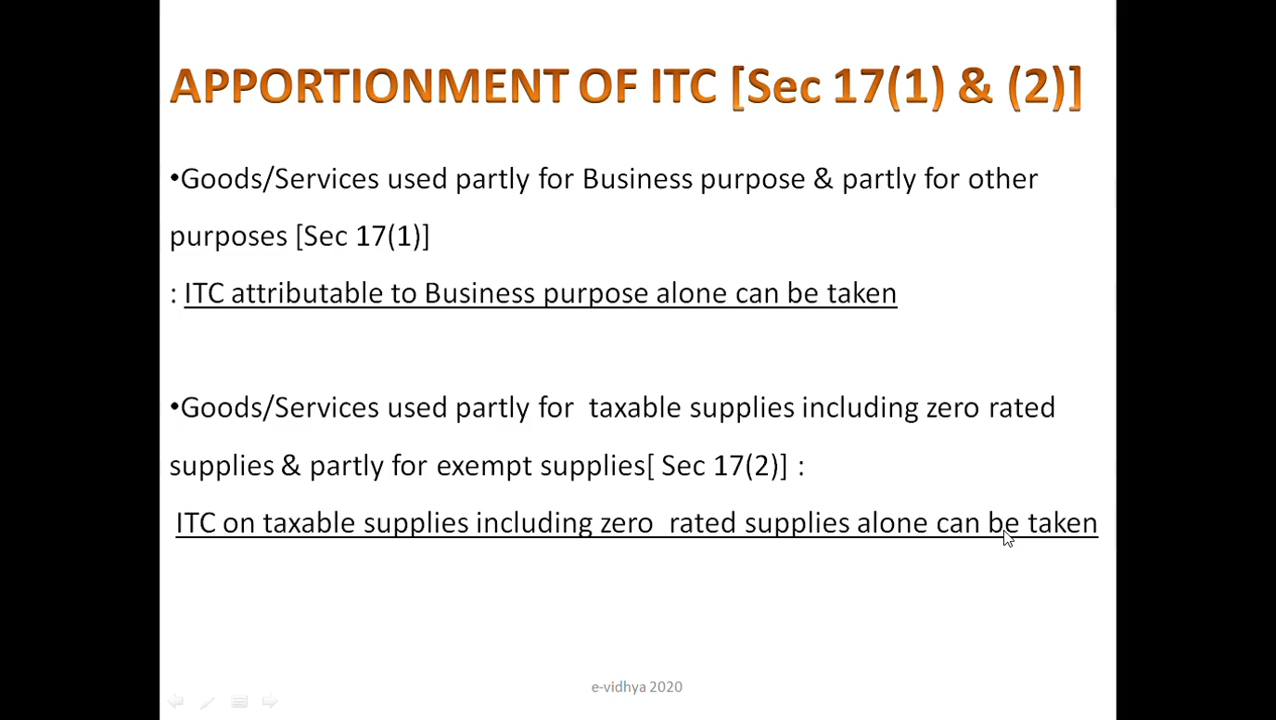 APPORTIONMENT OF ITC [Sec 17(1) & (2)]
•Goods/Services used partly for Business purpose & partly for other
purposes [Sec 17(1)]
: ITC attributable to Business purpose alone can be taken
•Goods/Services used partly for  taxable supplies including zero rated
supplies & partly for exempt supplies[ Sec 17(2)] :
ITC on taxable supplies including zero  rated supplies alone can be taken
e-vidhya 2020